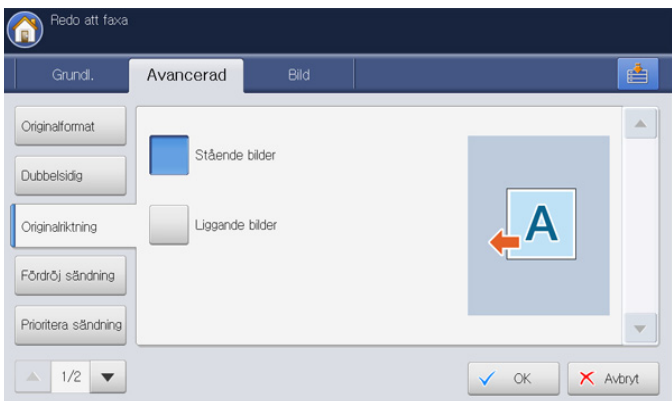 Redo att faxa
Grundl.
Avancerad
Bild
Originalformat
Dubbelsidig
Originalriktning
Fördröj sändning
Prioritera sändning
1/2
Stående bilder
Liggande bilder
A
OK
Avbryt